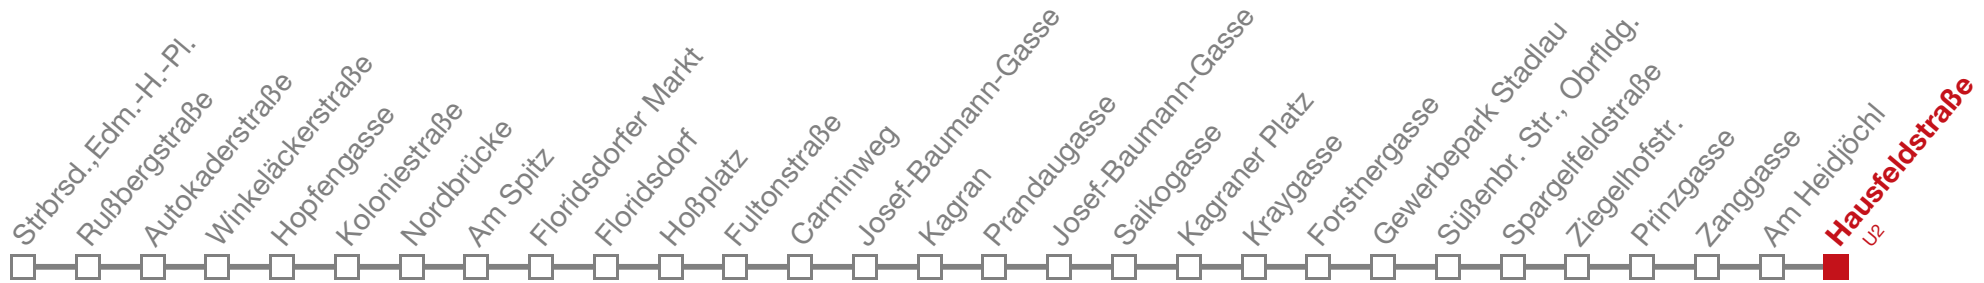 Strbrsd.,Edm.-H.-Pl.
Rußbergstraße
Autokaderstraße
Winkeläckerstraße
Hopfengasse
Koloniestraße
Nordbrücke
Am Spitz
Floridsdorfer Markt
Floridsdorf
Hoßplatz
Fultonstraße
Carminweg
Josef-Baumann-Gasse
Kagran
Prandaugasse
Josef-Baumann-Gasse
Saikogasse
Kagraner Platz
Kraygasse
Forstnergasse
Gewerbepark Stadlau
Süßenbr. Str., Obrfldg.
Spargelfeldstraße
Ziegelhofstr.
Prinzgasse
Zanggasse
Am Heidjöchl
Hausfeldstraße
U2